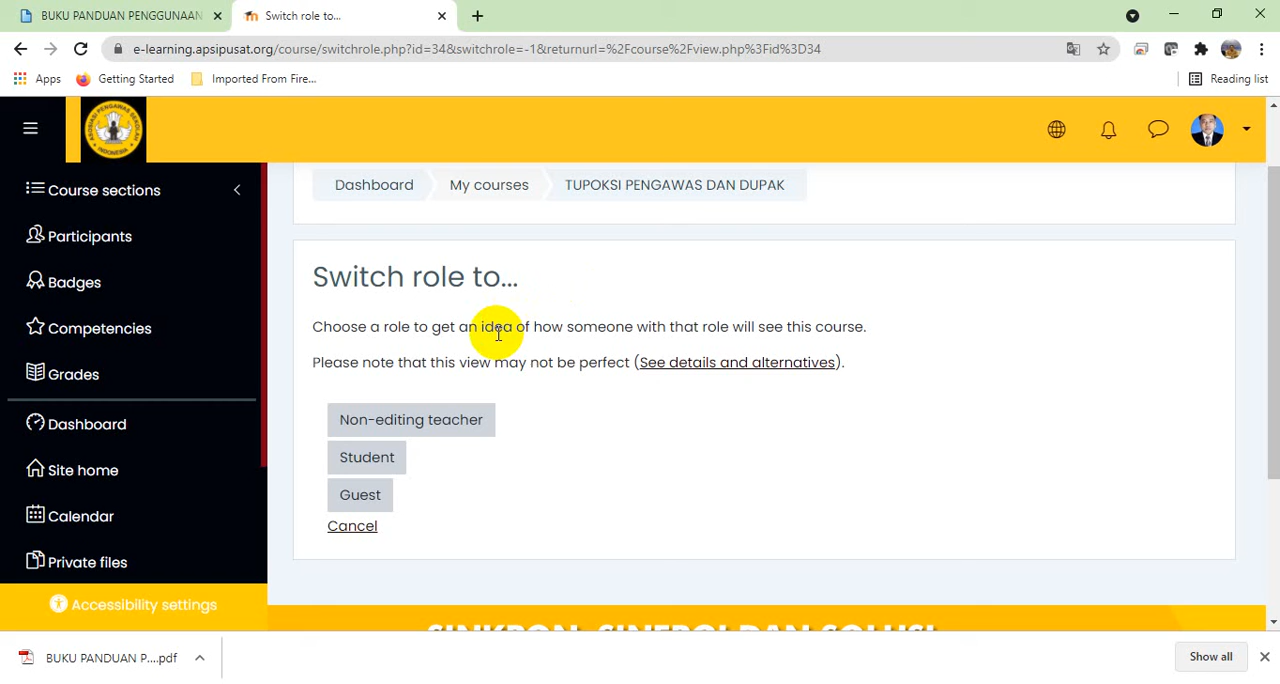 BUKU PANDUAN PENGGUNAAN
Switch role to...
e-learning.apsipusat.org/course/switchrole.php?id=34&switchrole=-1&returnurl=%2Fcourse%2Fview.php%3Fid%3D34
Apps
Getting Started
Imported From Fire...
Reading list
ASOSIASI PENGAWAS SEKOLAH
INDONESIA
Course sections
Participants
Badges
Competencies
Grades
Dashboard
Site home
Calendar
Private files
Accessibility settings
Dashboard
My courses
TUPOKSI PENGAWAS DAN DUPAK
Switch role to...
Choose a role to get an idea of how someone with that role will see this course.
Please note that this view may not be perfect (See details and alternatives).
Non-editing teacher
Student
Guest
Cancel
SINKRON, SINERGI DAN SOLUSI
BUKU PANDUAN P....pdf
Show all